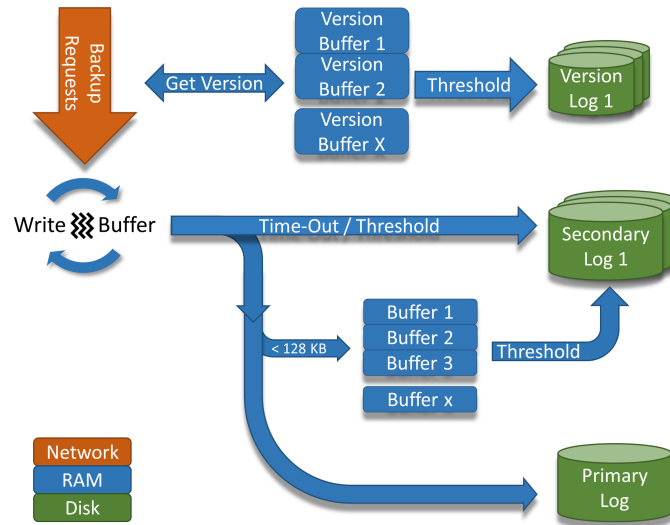 Backup
Requests
Get Version
Version
Buffer 1
Version
Buffer 2
Version
Buffer X
Threshold
Version
Log 1
Write
Buffer
Time-Out / Threshold
Secondary
Log 1
< 128 KB
Buffer 1
Buffer 2
Buffer 3
Buffer x
Threshold
Network
RAM
Disk
Primary
Log